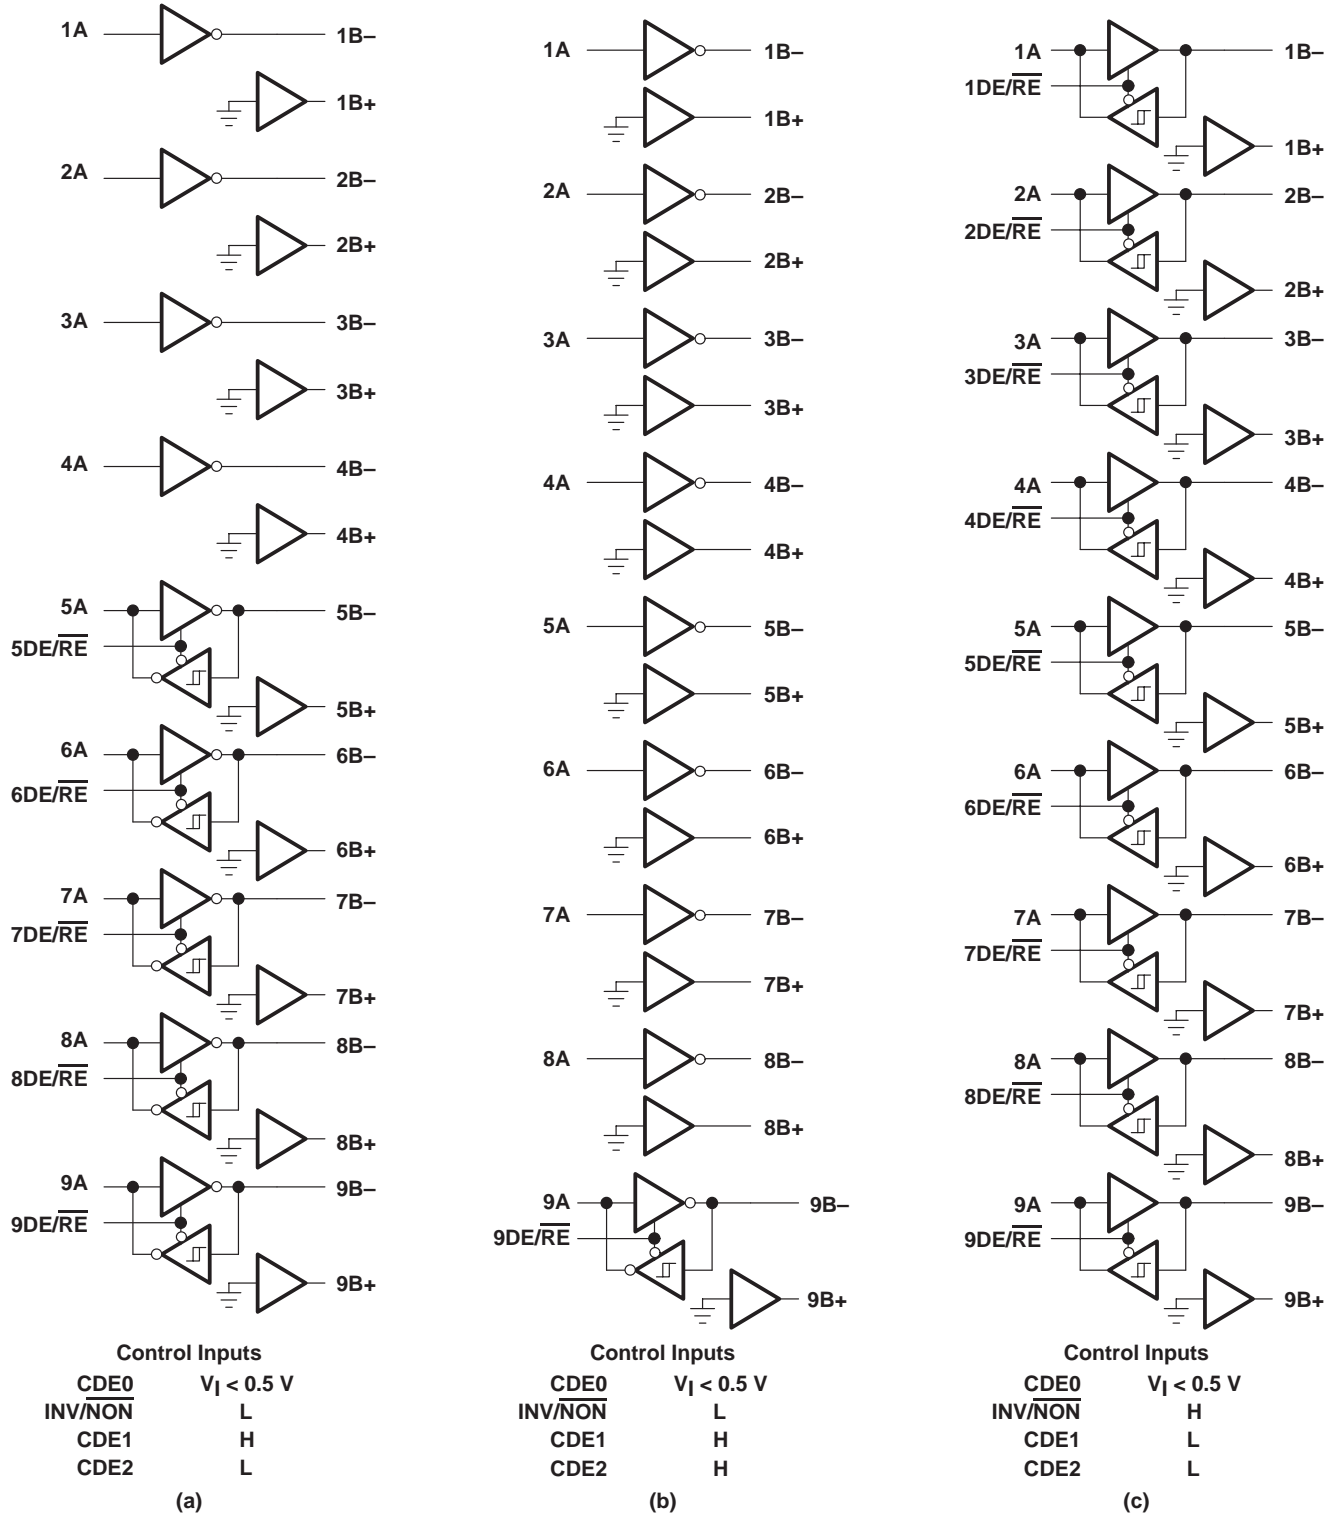 1A
1B–
1B+
2A
2B–
2B+
3A
3B–
3B+
4A
4B–
4B+
5A
5B–
5DE/RE
5B+
6A
6B–
6DE/RE
6B+
7A
7B–
7DE/RE
7B+
8A
8B–
8DE/RE
8B+
9A
9B–
9DE/RE
9B+
Control Inputs
CDE0 VI < 0.5 V
INV/NON L
CDE1 H
CDE2 L
(a)
1A
1B–
1B+
2A
2B–
2B+
3A
3B–
3B+
4A
4B–
4B+
5A
5B–
5B+
6A
6B–
6B+
7A
7B–
7B+
8A
8B–
8B+
9A
9B–
9DE/RE
9B+
Control Inputs
CDE0 VI < 0.5 V
INV/NON L
CDE1 H
CDE2 H
(b)
1A
1B–
1DE/RE
1B+
2A
2B–
2DE/RE
2B+
3A
3B–
3DE/RE
3B+
4A
4B–
4DE/RE
4B+
5A
5B–
5DE/RE
5B+
6A
6B–
6DE/RE
6B+
7A
7B–
7DE/RE
7B+
8A
8B–
8DE/RE
8B+
9A
9B–
9DE/RE
9B+
Control Inputs
CDE0 VI < 0.5 V
INV/NON H
CDE1 L
CDE2 L
(c)